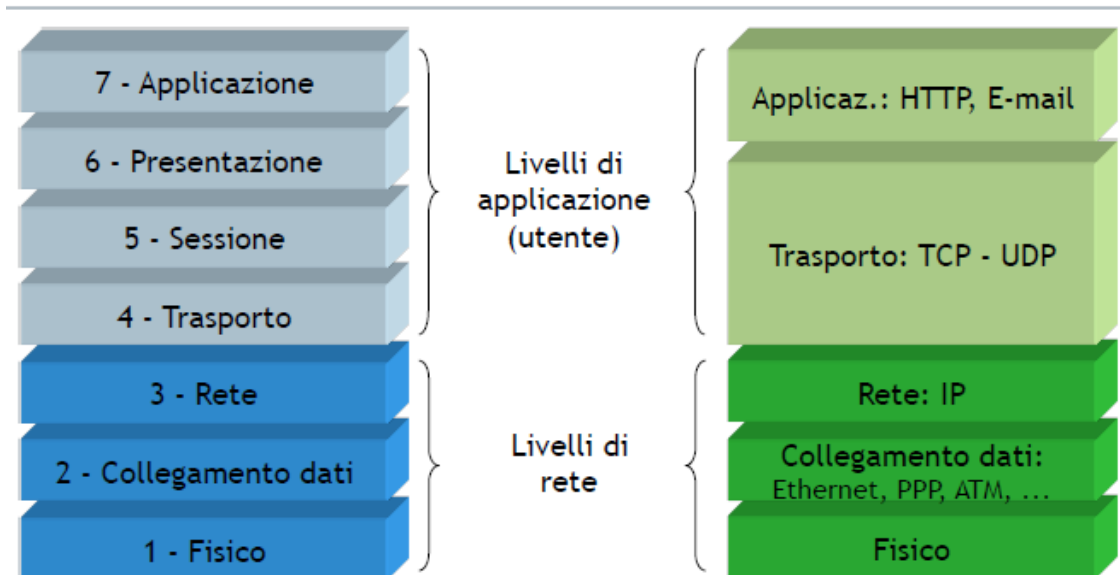 7 - Applicazione
6 - Presentazione
5 - Sessione
4 - Trasporto
3 - Rete
2 - Collegamento dati
1 - Fisico
Livelli di
applicazione
(utente)
Livelli di
rete
Applicaz.: HTTP, E-mail
Trasporto: TCP - UDP
Rete: IP
Collegamento dati:
Ethernet, PPP, ATM, ...
Fisico